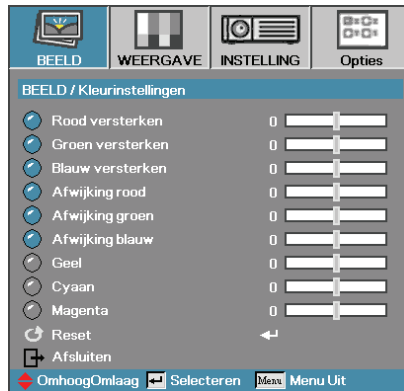 BEELD WEERGAVE INSTELLING Opties
BEELD / Kleurinstellingen
Rood versterken 0
Groen versterken 0
Blauw versterken 0
Afwijking rood 0
Afwijking groen 0
Afwijking blauw 0
Geel 0
Cyaan 0
Magenta 0
Reset
Afsluiten
OmhoogOmlaag Selecteren Menu Menu Uit